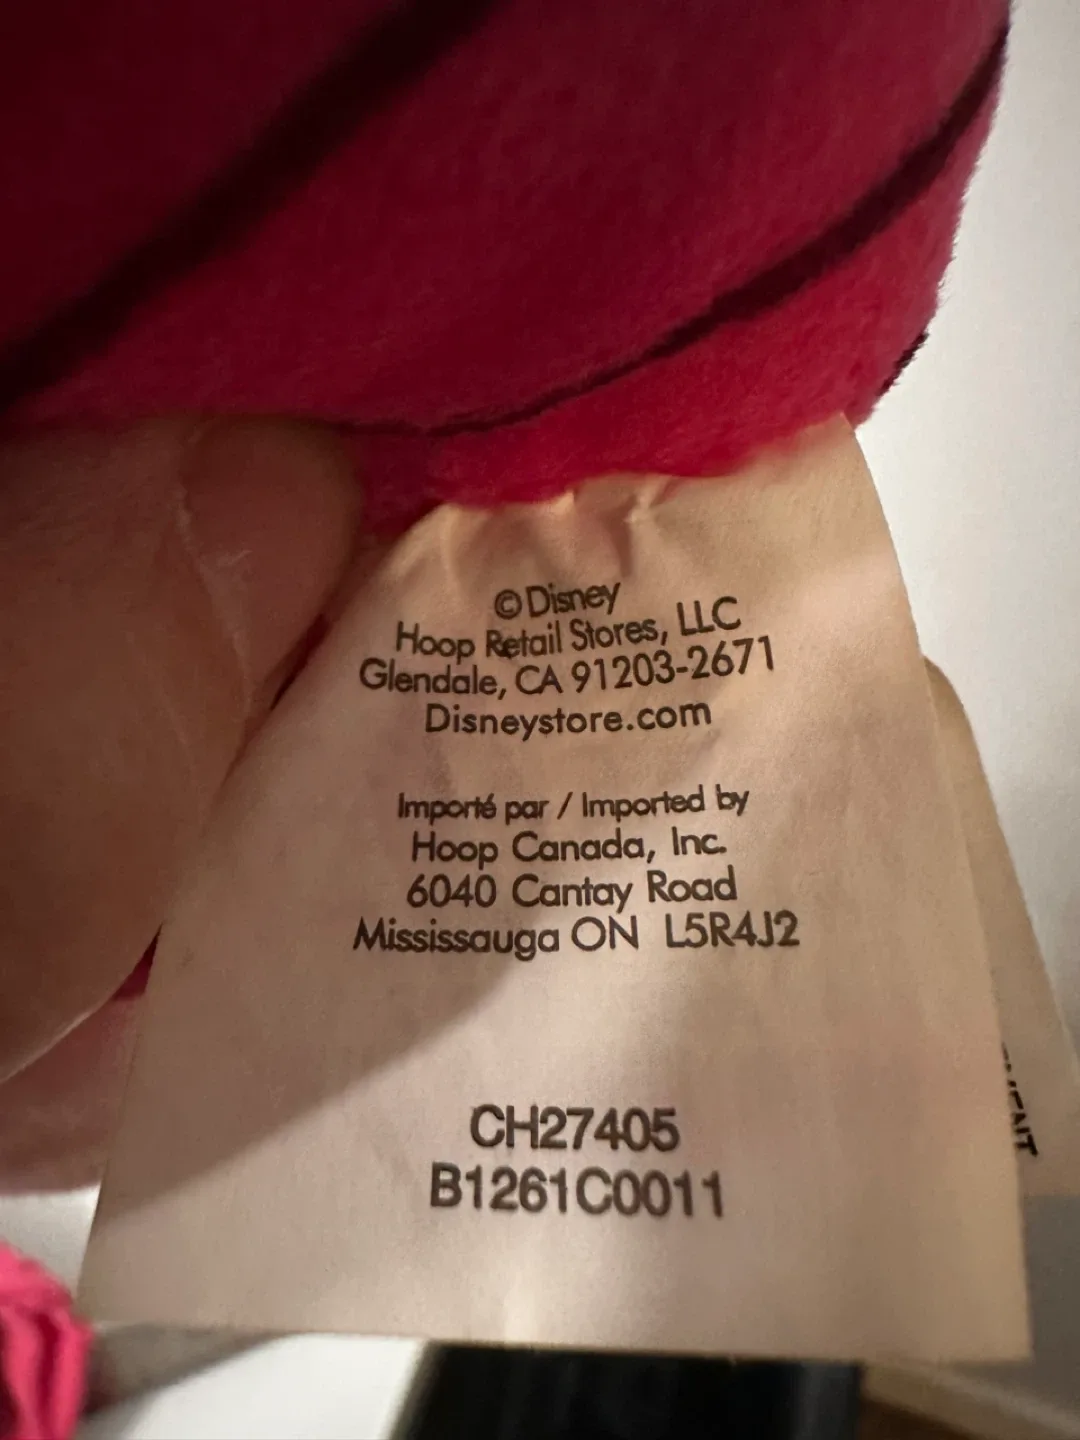 © Disney
Hoop Retail Stores, LLC
Glendale, CA 91203-2671
Disneystore.com
Importé par / Imported by
Hoop Canada, Inc.
6040 Cantay Road
Mississauga ON L5R4J2
CH27405
B1261C0011